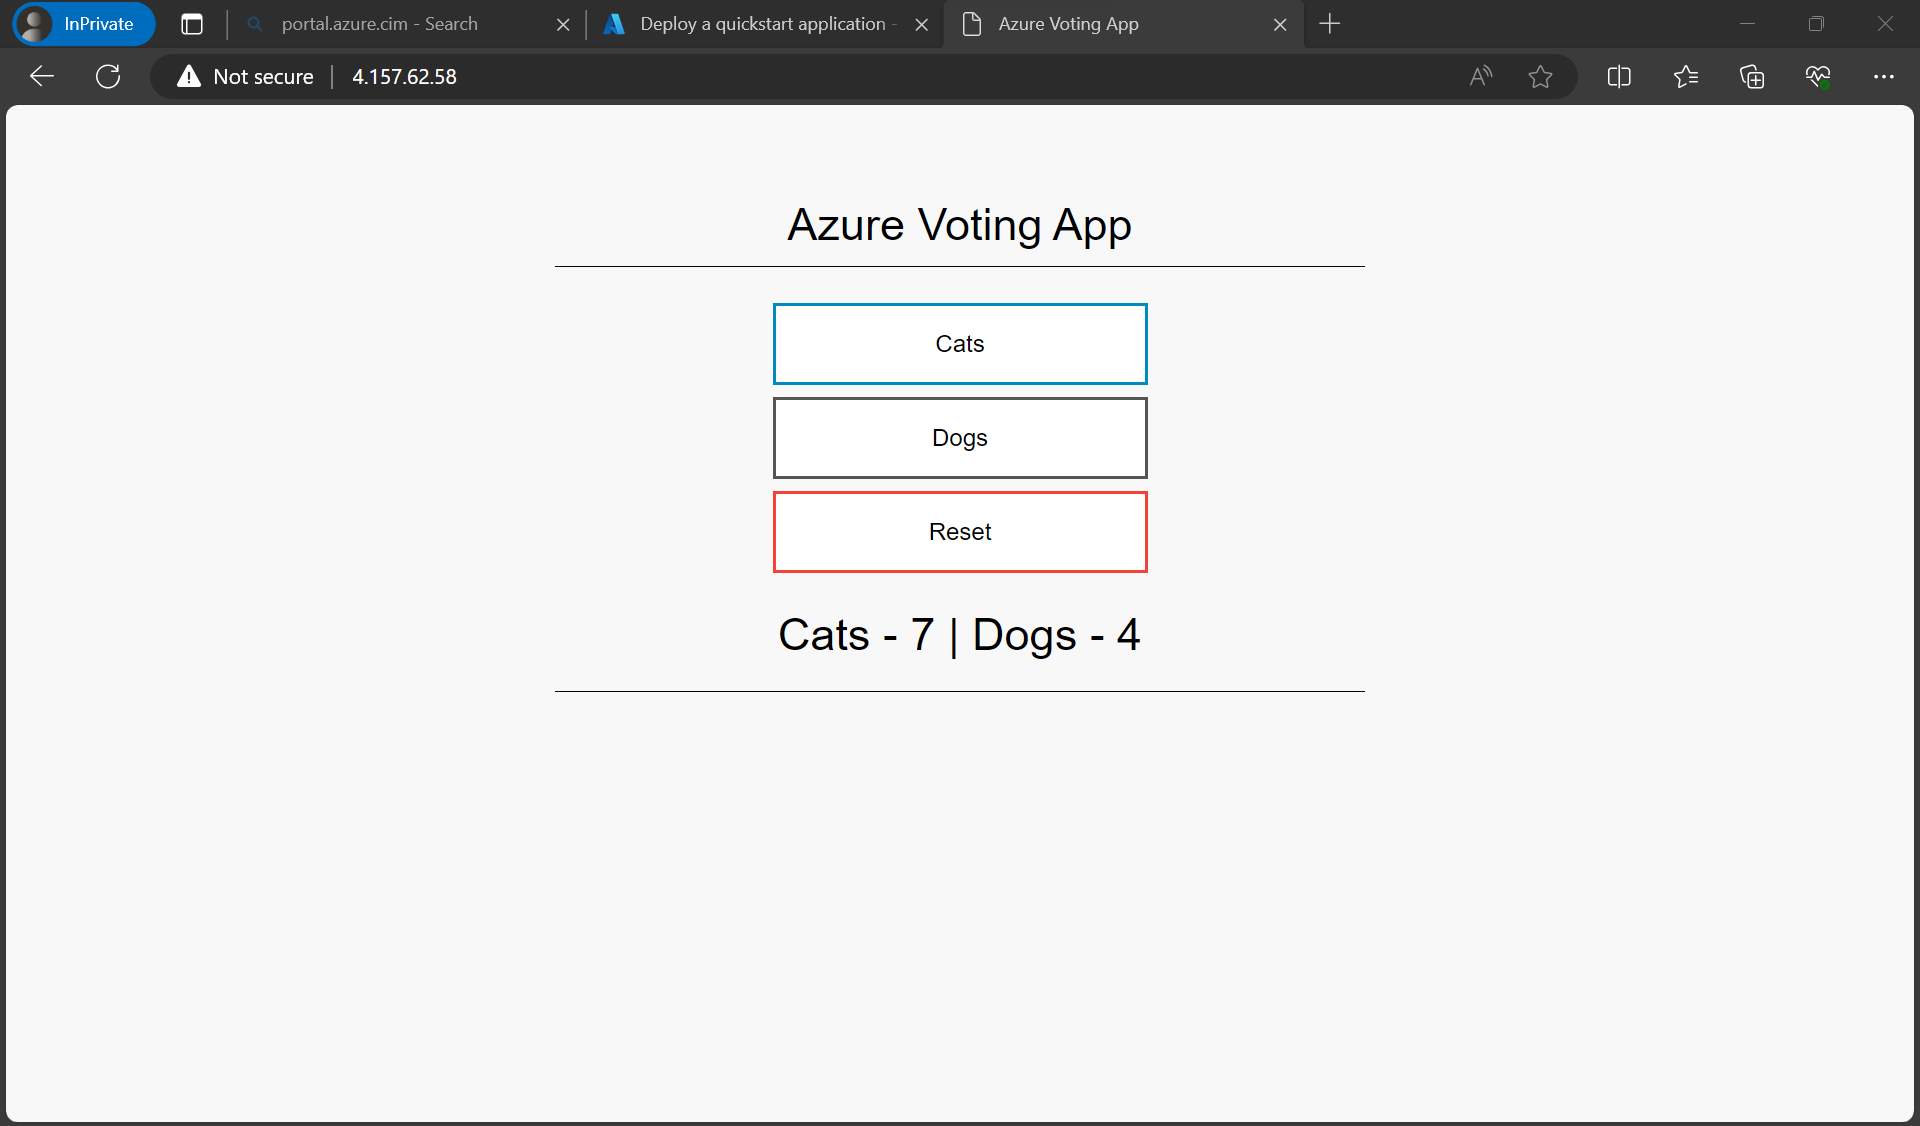 InPrivate
portal.azure.cim - Search
Deploy a quickstart application -
Azure Voting App
Not secure
4.157.62.58
Azure Voting App
Cats
Dogs
Reset
Cats - 7 | Dogs - 4